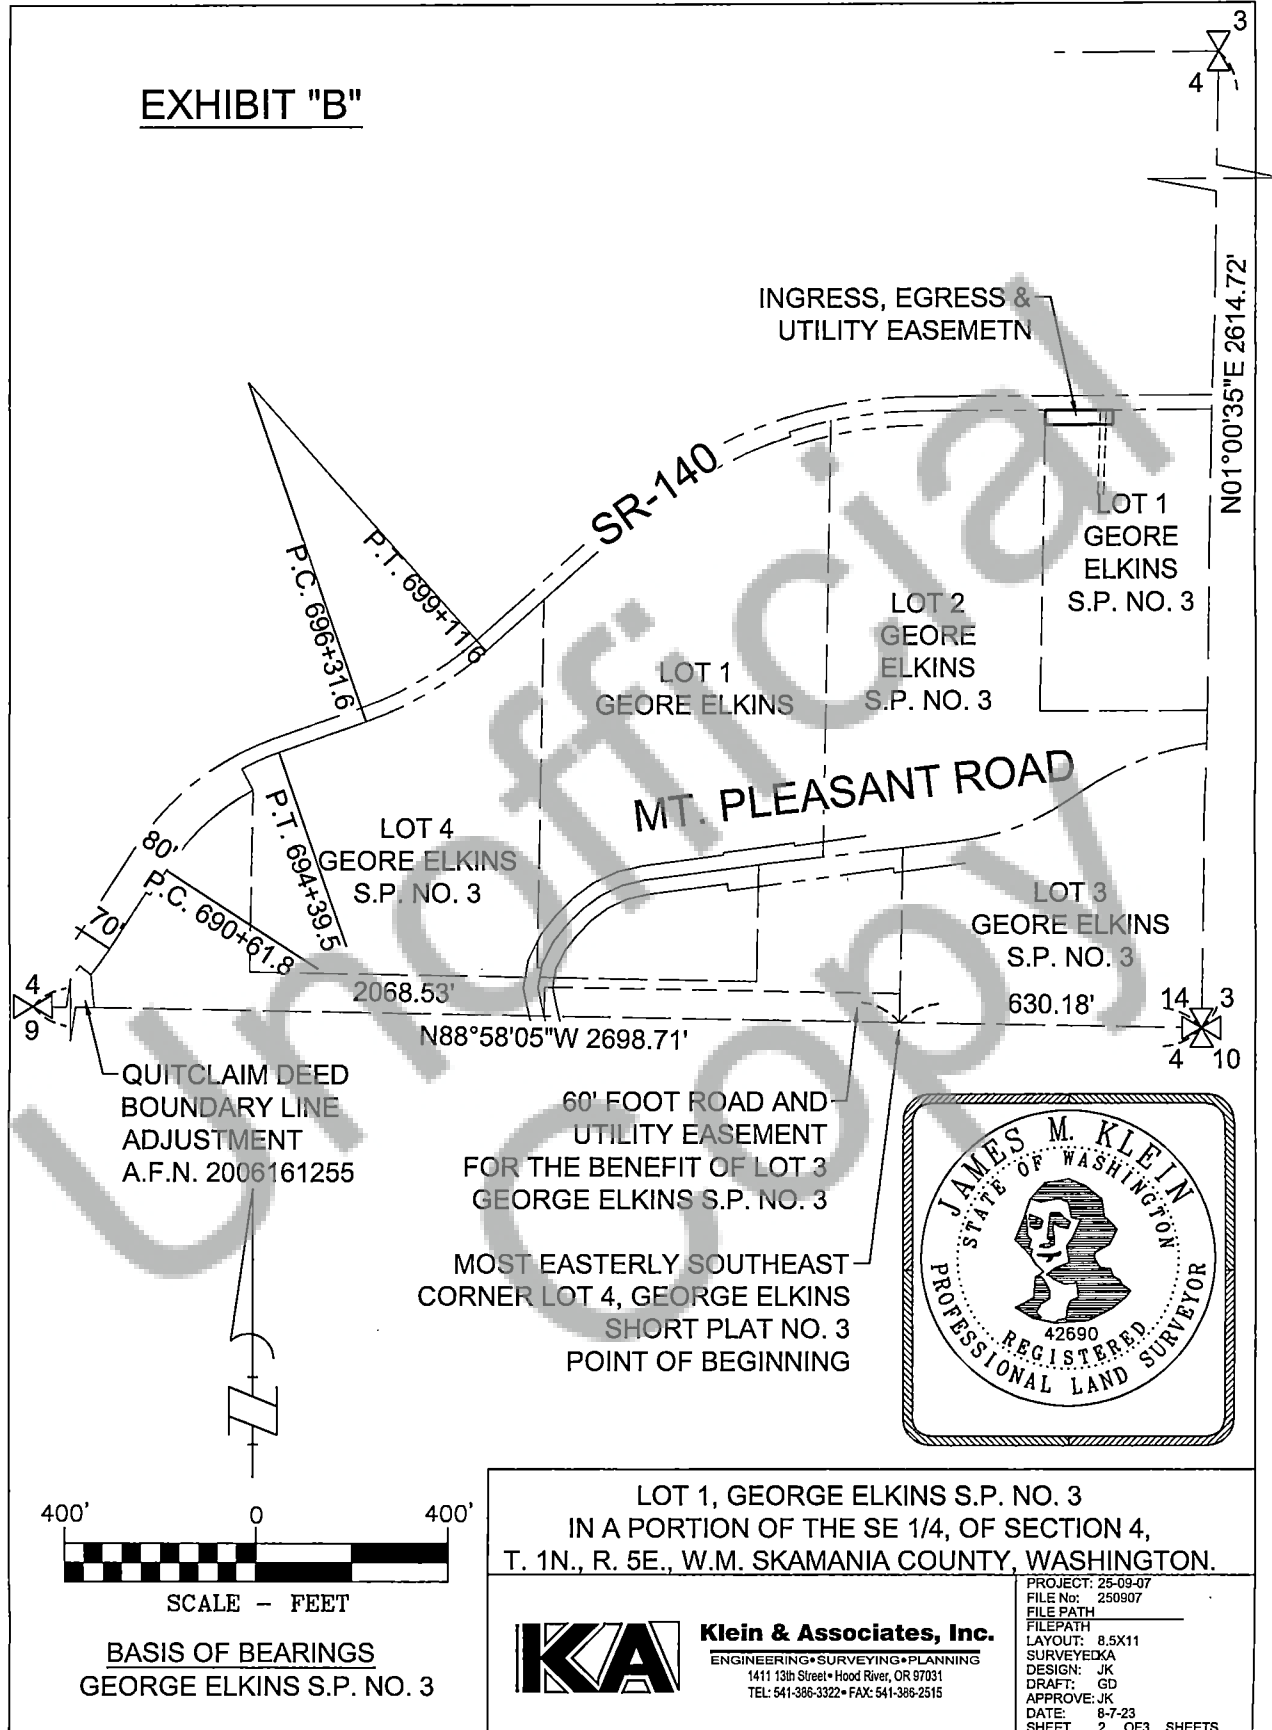 EXHIBIT "B"
3
4
INGRESS, EGRESS &
UTILITY EASEMETN
N01°00'35"E 2614.72'
SR-140
P.T. 699+11.6
P.C. 696+31.6
LOT 1
GEORE
ELKINS
S.P. NO. 3
LOT 2
GEORE
ELKINS
S.P. NO. 3
LOT 1
GEORE ELKINS
MT. PLEASANT ROAD
P.T. 694+39.5
LOT 4
GEORE ELKINS
S.P. NO. 3
80'
P.C. 690+61.8
70'
LOT 3
GEORE ELKINS
S.P. NO. 3
4
9
2068.53'
630.18'
14
3
4
10
N88°58'05"W 2698.71'
QUITCLAIM DEED
BOUNDARY LINE
ADJUSTMENT
A.F.N. 2006161255
60' FOOT ROAD AND
UTILITY EASEMENT
FOR THE BENEFIT OF LOT 3
GEORGE ELKINS S.P. NO. 3
MOST EASTERLY SOUTHEAST
CORNER LOT 4, GEORGE ELKINS
SHORT PLAT NO. 3
POINT OF BEGINNING
JAMES M. KLEIN
STATE OF WASHINGTON
42690
REGISTERED
PROFESSIONAL LAND SURVEYOR
Unofficial
Copy
N
400'
0
400'
SCALE - FEET
BASIS OF BEARINGS
GEORGE ELKINS S.P. NO. 3
LOT 1, GEORGE ELKINS S.P. NO. 3
IN A PORTION OF THE SE 1/4, OF SECTION 4,
T. 1N., R. 5E., W.M. SKAMANIA COUNTY, WASHINGTON.
KA
Klein & Associates, Inc.
ENGINEERING•SURVEYING•PLANNING
1411 13th Street• Hood River, OR 97031
TEL: 541-386-3322• FAX: 541-386-2515
PROJECT: 25-09-07
FILE No: 250907
FILE PATH
FILEPATH
LAYOUT: 8.5X11
SURVEYED:KA
DESIGN: JK
DRAFT: GD
APPROVE: JK
DATE: 8-7-23
SHEET 2 OF3 SHEETS